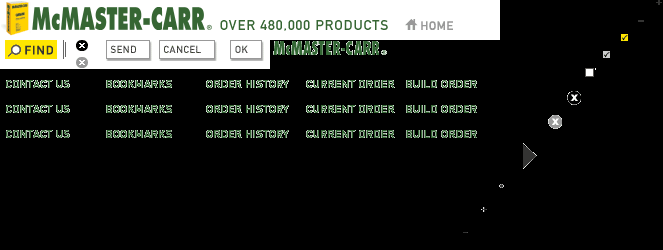 McMASTER-CARR® OVER 480,000 PRODUCTS HOME
FIND SEND CANCEL OK McMASTER-CARR®
CONTACT US BOOKMARKS ORDER HISTORY CURRENT ORDER BUILD ORDER
CONTACT US BOOKMARKS ORDER HISTORY CURRENT ORDER BUILD ORDER
CONTACT US BOOKMARKS ORDER HISTORY CURRENT ORDER BUILD ORDER